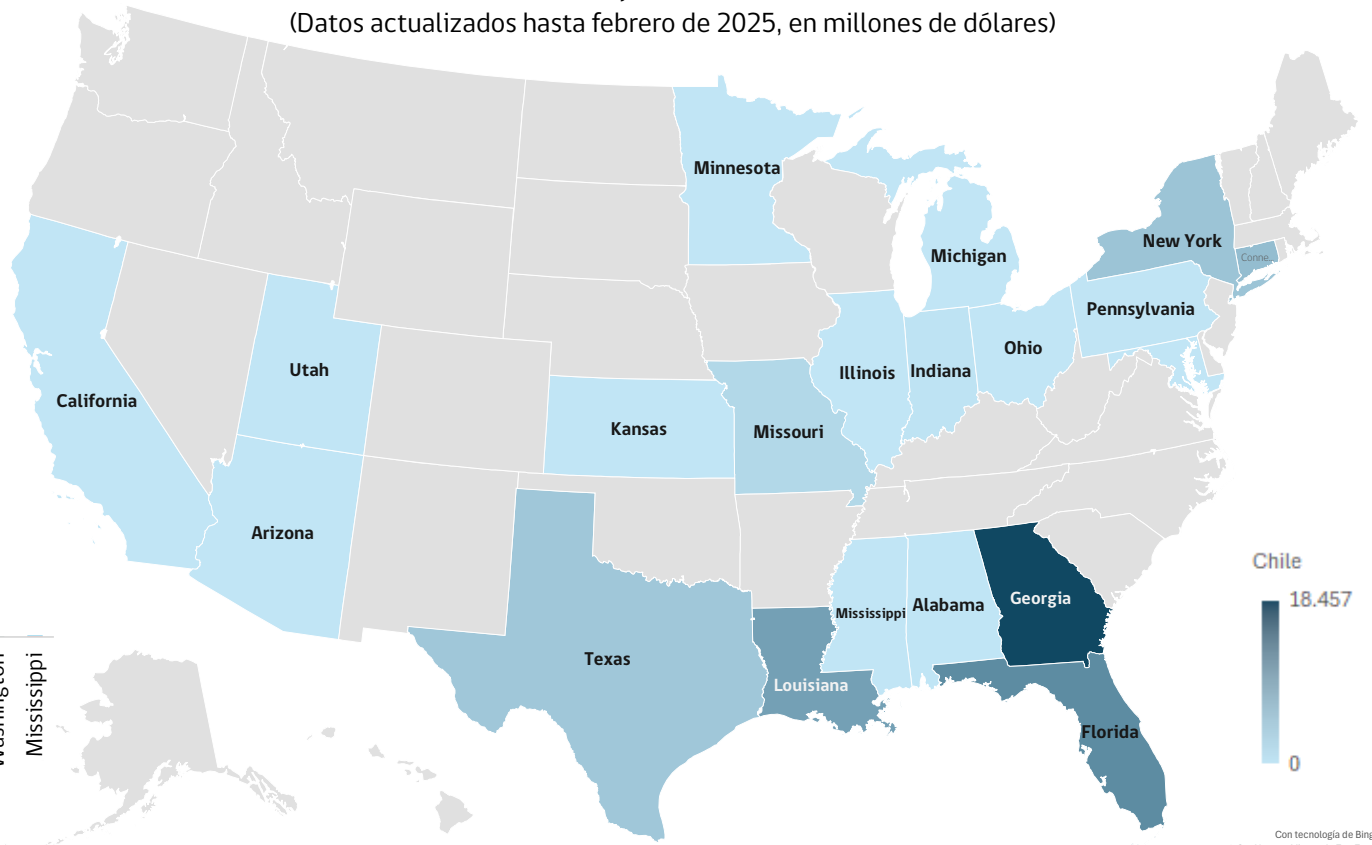 (Datos actualizados hasta febrero de 2025, en millones de dólares)
Minnesota
New York
Conne...
Michigan
Pennsylvania
Ohio
Utah
Illinois
Indiana
California
Kansas
Missouri
Arizona
Chile
18.457
Georgia
Alabama
Mississippi
Texas
Louisiana
Florida
0
Washington
Mississippi
Con tecnología de Bing